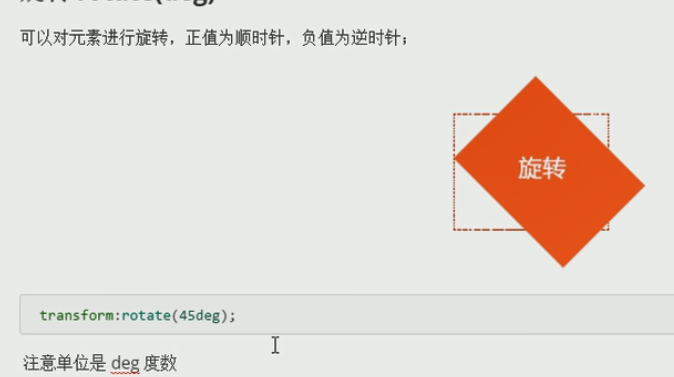 可以对元素进行旋转，正值为顺时针，负值为逆时针；
旋转
transform:rotate(45deg);
注意单位是 deg 度数